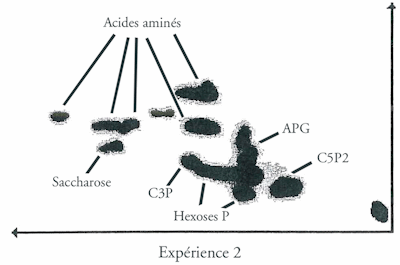 Acides aminés
APG
C5P2
Saccharose
C3P
Hexoses P
Expérience 2